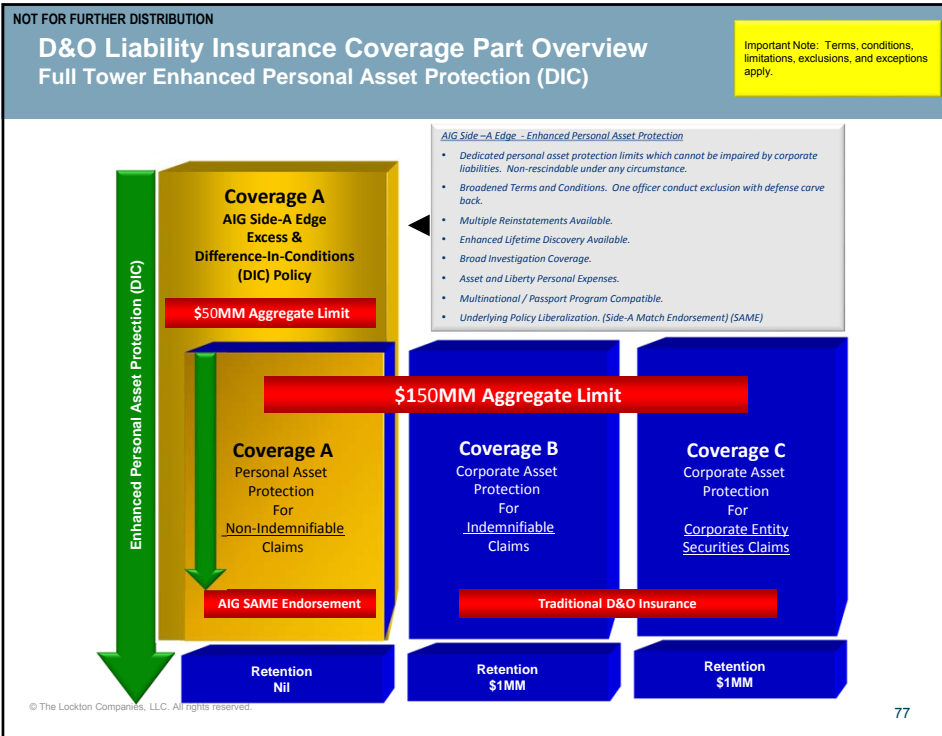 NOT FOR FURTHER DISTRIBUTION
D&O Liability Insurance Coverage Part Overview
Full Tower Enhanced Personal Asset Protection (DIC)
Important Note: Terms, conditions,
limitations, exclusions, and exceptions
apply.
AIG Side –A Edge - Enhanced Personal Asset Protection
• Dedicated personal asset protection limits which cannot be impaired by corporate
liabilities. Non-rescindable under any circumstance.
• Broadened Terms and Conditions. One officer conduct exclusion with defense carve
back.
• Multiple Reinstatements Available.
• Enhanced Lifetime Discovery Available.
• Broad Investigation Coverage.
• Asset and Liberty Personal Expenses.
• Multinational / Passport Program Compatible.
• Underlying Policy Liberalization. (Side-A Match Endorsement) (SAME)
Enhanced Personal Asset Protection (DIC)
Coverage A
AIG Side-A Edge
Excess &
Difference-In-Conditions
(DIC) Policy
$50MM Aggregate Limit
$150MM Aggregate Limit
Coverage A
Personal Asset
Protection
For
Non-Indemnifiable
Claims
AIG SAME Endorsement
Coverage B
Corporate Asset
Protection
For
Indemnifiable
Claims
Coverage C
Corporate Asset
Protection
For
Corporate Entity
Securities Claims
Traditional D&O Insurance
Retention
Nil
Retention
$1MM
Retention
$1MM
© The Lockton Companies, LLC. All rights reserved.
77